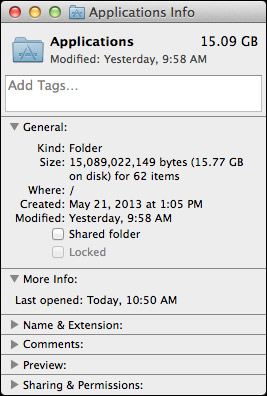 Applications Info
Applications 15.09 GB
Modified: Yesterday, 9:58 AM
Add Tags...
General:
Kind: Folder
Size: 15,089,022,149 bytes (15.77 GB
on disk) for 62 items
Where: /
Created: May 21, 2013 at 1:05 PM
Modified: Yesterday, 9:58 AM
Shared folder
Locked
More Info:
Last opened: Today, 10:50 AM
Name & Extension:
Comments:
Preview:
Sharing & Permissions: